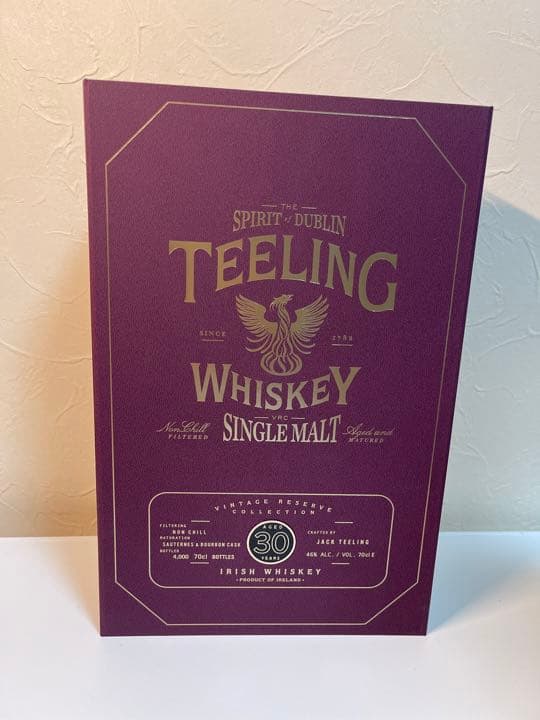 THE
SPIRIT of DUBLIN
TEELING
SINCE 1782
WHISKEY
VRC
Non Chill FILTERED
SINGLE MALT
Aged and MATURED
VINTAGE RESERVE
COLLECTION
FILTERING
NON CHILL
MATURATION
SAUTERNES & BOURBON CASK
BOTTLES
4,000 70cl BOTTLES
AGED
30
YEARS
CRAFTED BY
JACK TEELING
46% ALC. / VOL. 70cl E
IRISH WHISKEY
• PRODUCT OF IRELAND •